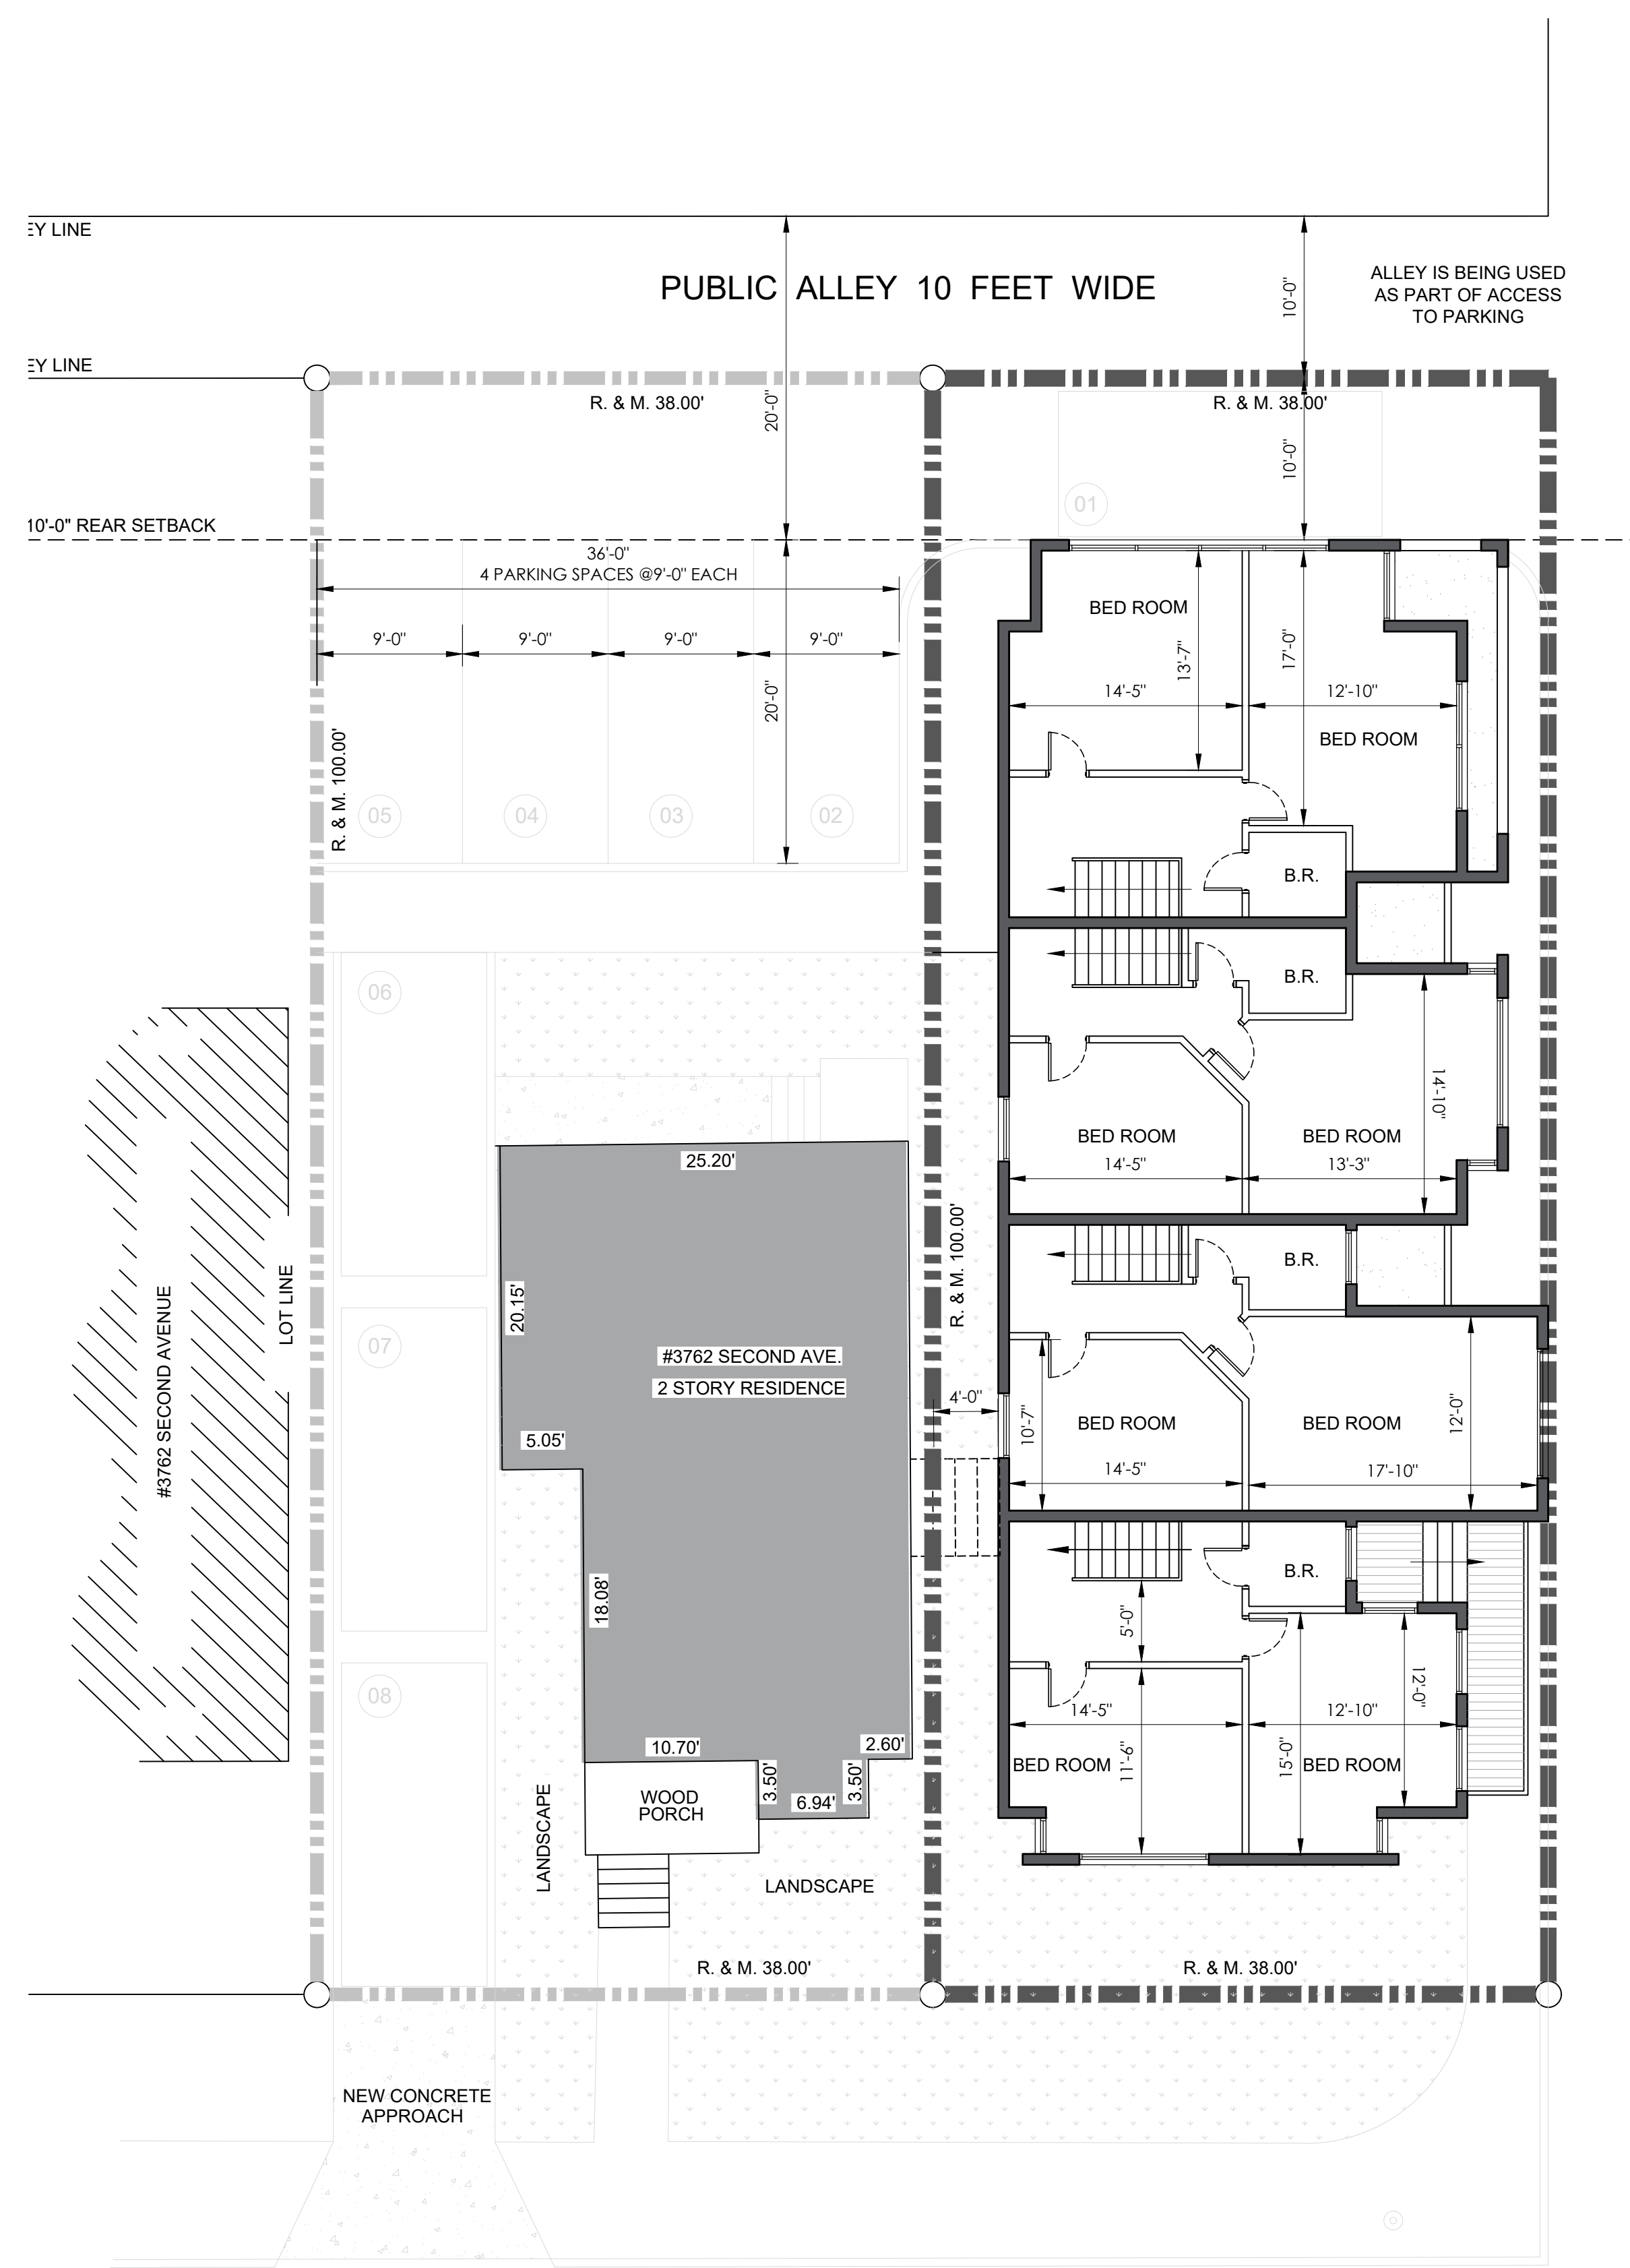 EY LINE
PUBLIC ALLEY 10 FEET WIDE
10'-0"
ALLEY IS BEING USED
AS PART OF ACCESS
TO PARKING
EY LINE
R. & M. 38.00'
20'-0"
R. & M. 38.00'
10'-0"
01
10'-0" REAR SETBACK
36'-0"
4 PARKING SPACES @9'-0" EACH
9'-0"
9'-0"
9'-0"
9'-0"
20'-0"
R. & M. 100.00'
05
04
03
02
BED ROOM
13'-7"
17'-0"
14'-5"
12'-10"
BED ROOM
B.R.
B.R.
06
14'-10"
BED ROOM
BED ROOM
14'-5"
13'-3"
25.20'
R. & M. 100.00'
LOT LINE
#3762 SECOND AVENUE
20.15'
07
#3762 SECOND AVE.
2 STORY RESIDENCE
B.R.
4'-0"
10'-7"
BED ROOM
BED ROOM
12'-0"
14'-5"
17'-10"
5.05'
18.08'
B.R.
5'-0"
08
14'-5"
12'-10"
12'-0"
BED ROOM
11'-6"
15'-0"
BED ROOM
10.70'
2.60'
3.50'
3.50'
6.94'
WOOD
PORCH
LANDSCAPE
LANDSCAPE
R. & M. 38.00'
R. & M. 38.00'
NEW CONCRETE
APPROACH